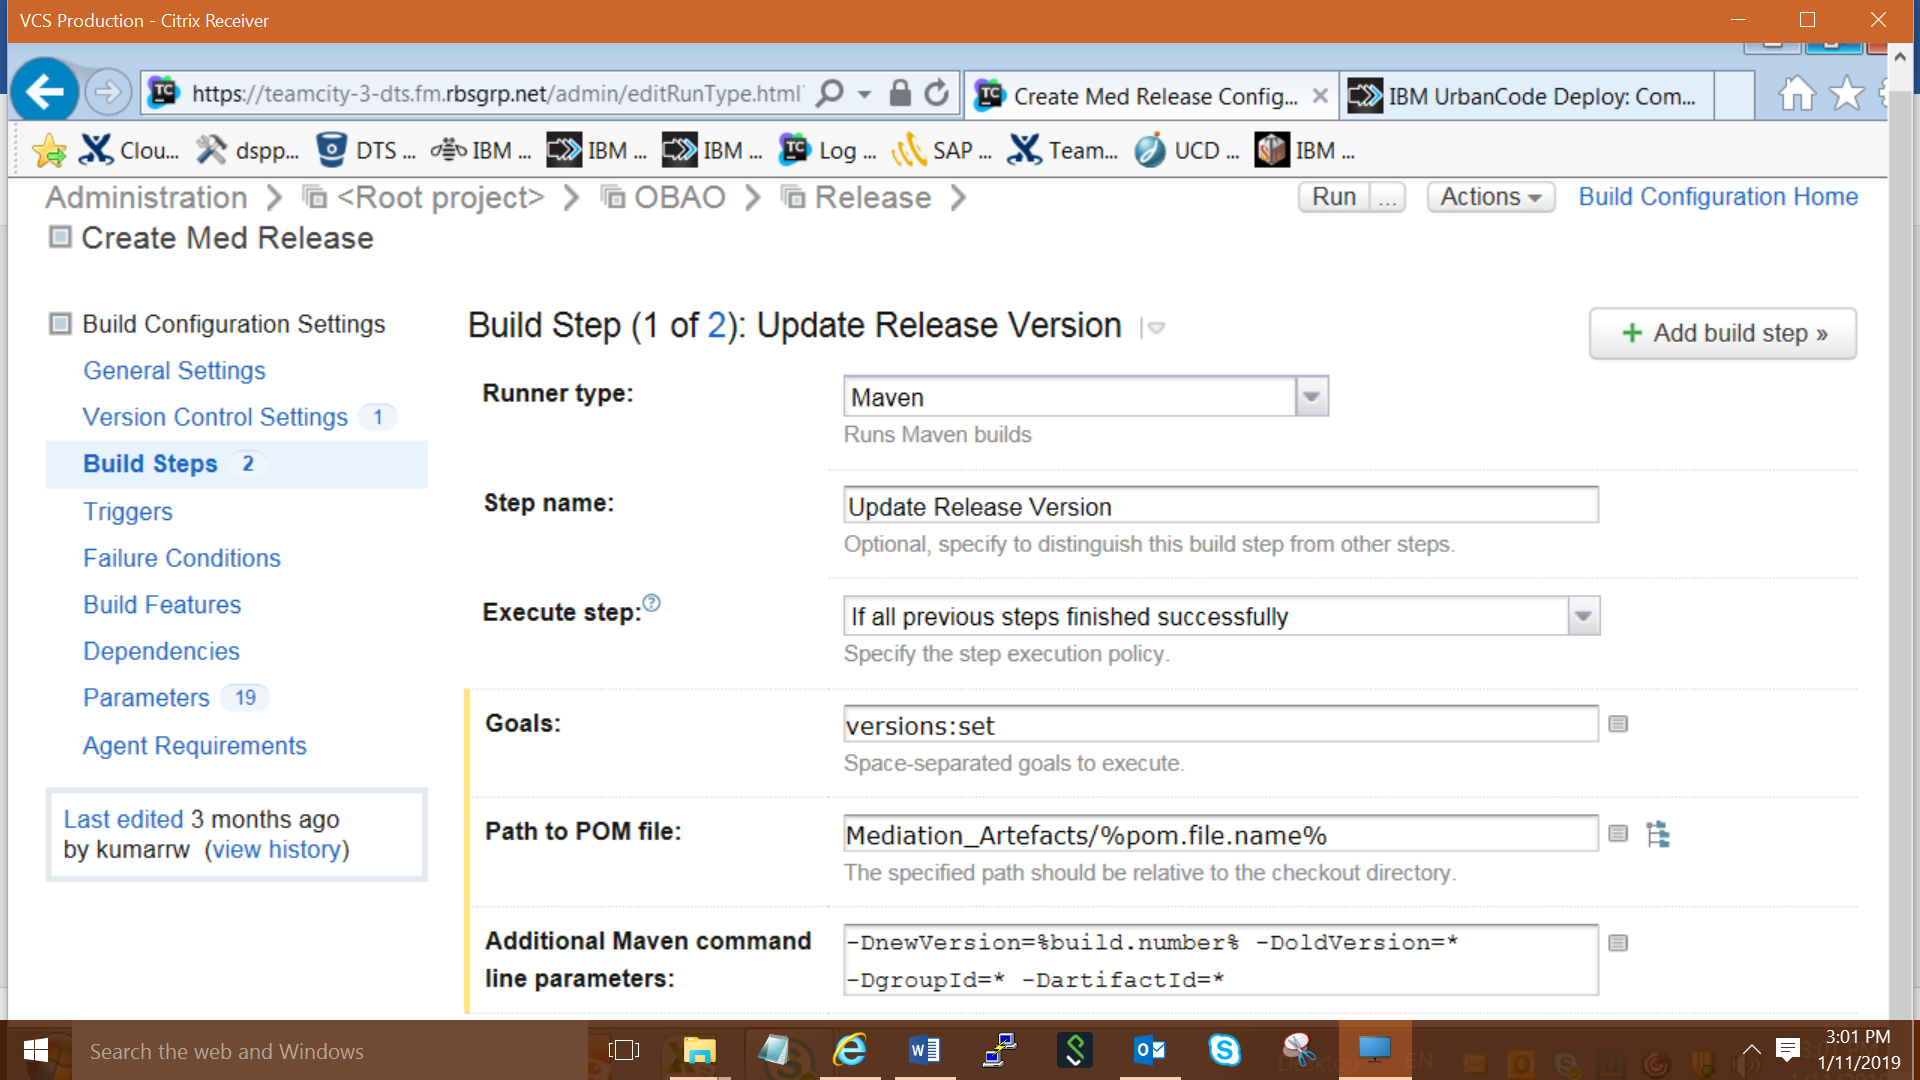 VCS Production - Citrix Receiver
https://teamcity-3-dts.fm.rbsgrp.net/admin/editRunType.html
Create Med Release Config...
IBM UrbanCode Deploy: Com...
Clou...
dspp...
DTS ...
IBM ...
IBM ...
IBM ...
Log ...
SAP ...
Team...
UCD ...
IBM ...
Administration > <Root project> > OBAO > Release >
Run ...
Actions
Build Configuration Home
Create Med Release
Build Configuration Settings
General Settings
Version Control Settings 1
Build Steps 2
Triggers
Failure Conditions
Build Features
Dependencies
Parameters 19
Agent Requirements
Last edited 3 months ago
by kumarrw (view history)
Build Step (1 of 2): Update Release Version
+ Add build step »
Runner type:
Maven
Runs Maven builds
Step name:
Update Release Version
Optional, specify to distinguish this build step from other steps.
Execute step:?
If all previous steps finished successfully
Specify the step execution policy.
Goals:
versions:set
Space-separated goals to execute.
Path to POM file:
Mediation_Artefacts/%pom.file.name%
The specified path should be relative to the checkout directory.
Additional Maven command
line parameters:
-DnewVersion=%build.number% -DoldVersion=*
-DgroupId=* -DartifactId=*
Search the web and Windows
3:01 PM
1/11/2019